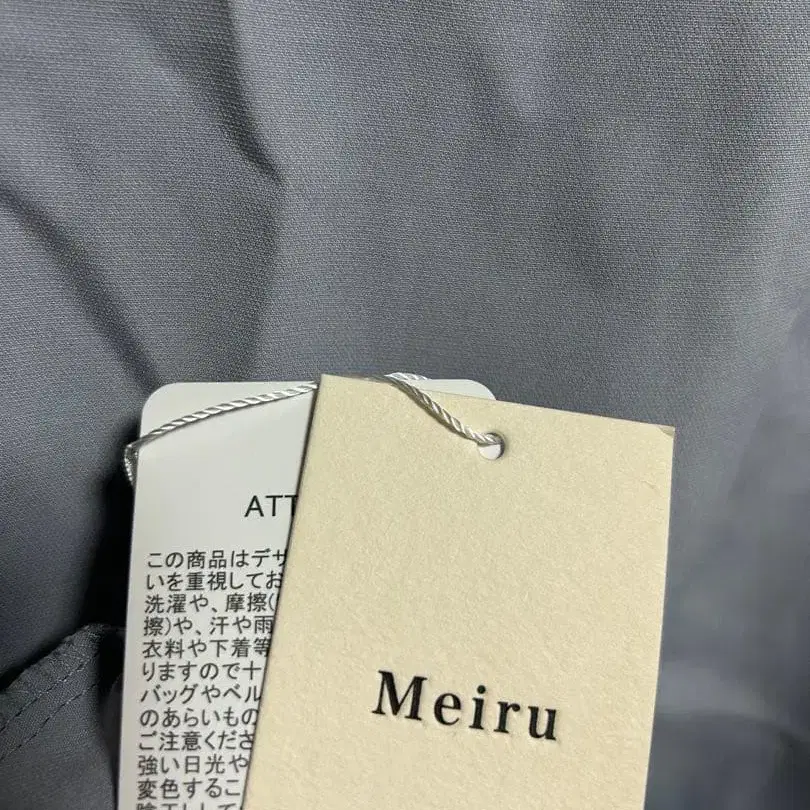 ATT
この商品はデザ
いを重視してお
洗濯や、摩擦(
擦)や、汗や雨
衣料や下着等
りますので十
バッグやベル
のあらいもの
ご注意くださ
強い日光や
変色するこ
Meiru